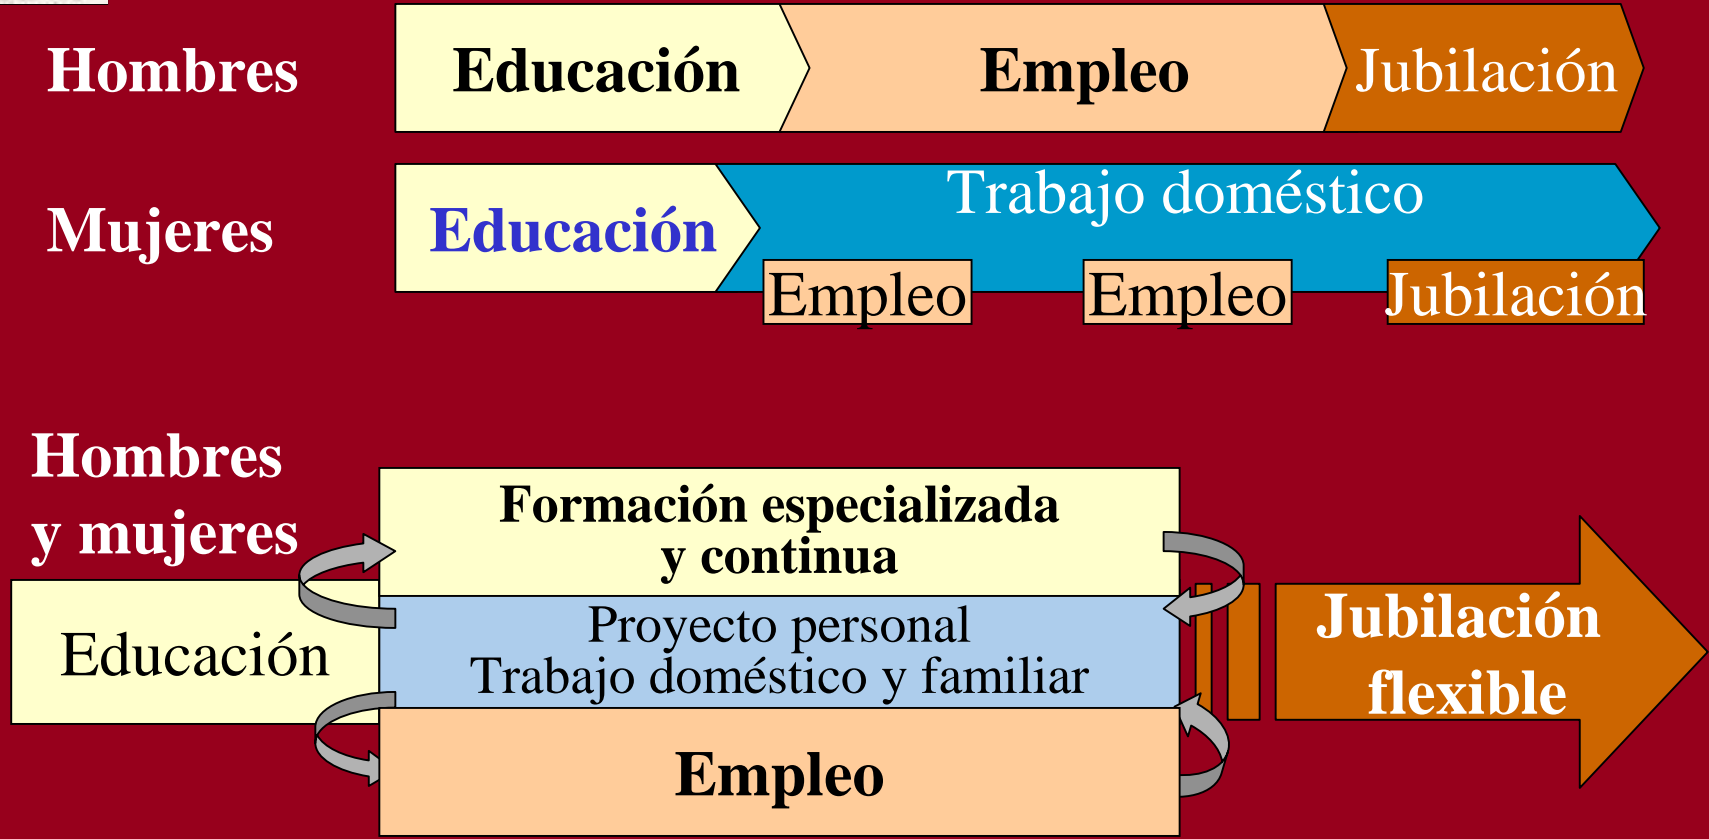 Hombres
Educación
Empleo
Jubilación
Mujeres
Educación
Trabajo doméstico
Empleo
Empleo
Jubilación
Hombres
y mujeres
Educación
Formación especializada
y continua
Proyecto personal
Trabajo doméstico y familiar
Empleo
Jubilación
flexible